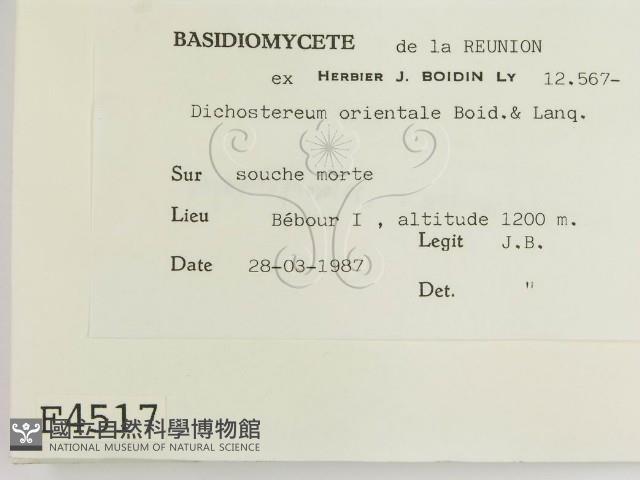 BASIDIOMYCETE de la REUNION
ex HERBIER J. BOIDIN LY 12.567-
Dichostereum orientale Boid.& Lanq.
Sur souche morte
Lieu Bébour I , altitude 1200 m.
Legit J.B.
Date 28-03-1987
Det. "
F4517
國立自然科學博物館
NATIONAL MUSEUM OF NATURAL SCIENCE